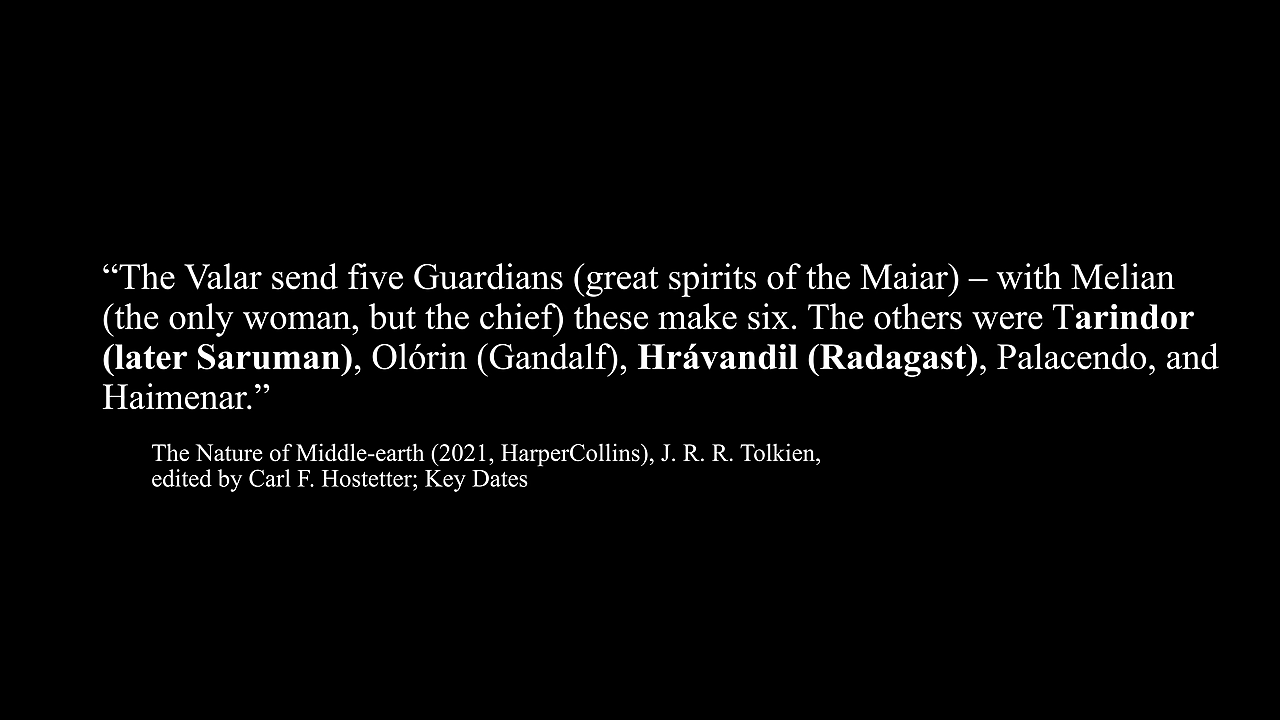 “The Valar send five Guardians (great spirits of the Maiar) – with Melian
(the only woman, but the chief) these make six. The others were Tarindor
(later Saruman), Olórin (Gandalf), Hrávandil (Radagast), Palacendo, and
Haimenar.”
The Nature of Middle-earth (2021, HarperCollins), J. R. R. Tolkien,
edited by Carl F. Hostetter; Key Dates